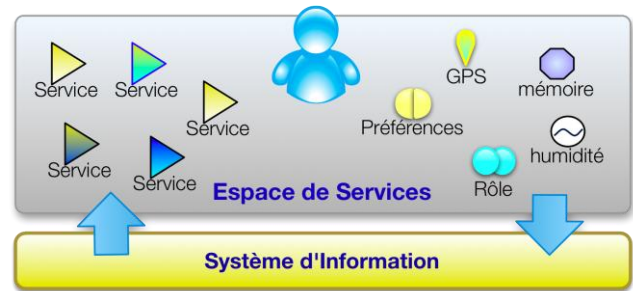 Service
Service
Service
Service
Service
GPS
mémoire
Préférences
humidité
Rôle
Espace de Services
Système d'Information